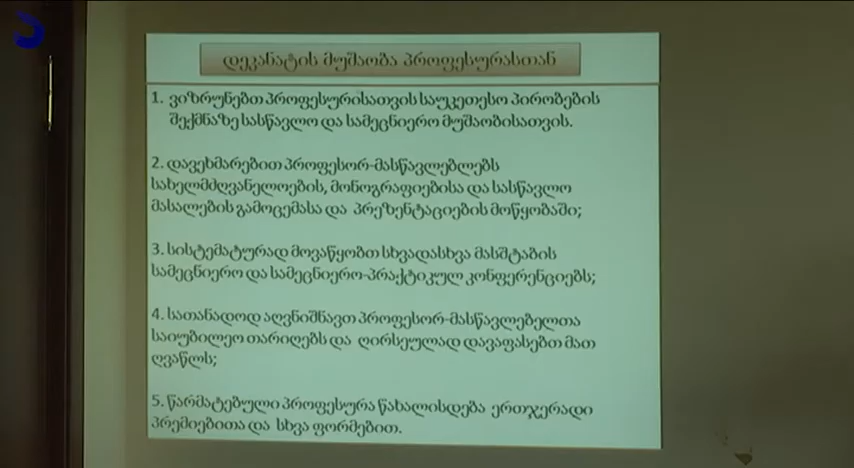 დეკანატის მუშაობა პროფესურასთან
1. ვიზრუნებთ პროფესურისათვის საუკეთესო პირობების
შექმნაზე სასწავლო და სამეცნიერო მუშაობისათვის.
2. დავეხმარებით პროფესორ-მასწავლებლებს
სახელმძღვანელოების, მონოგრაფიებისა და სასწავლო
მასალების გამოცემასა და პრეზენტაციების მოწყობაში;
3. სისტემატურად მოვაწყობთ სხვადასხვა მასშტაბის
სამეცნიერო და სამეცნიერო-პრაქტიკულ კონფერენციებს;
4. სათანადოდ აღვნიშნავთ პროფესორ-მასწავლებელთა
საიუბილეო თარიღებს და ღირსეულად დავაფასებთ მათ
ღვაწლს;
5. წარმატებული პროფესურა წახალისდება ერთჯერადი
პრემიებითა და სხვა ფორმებით.